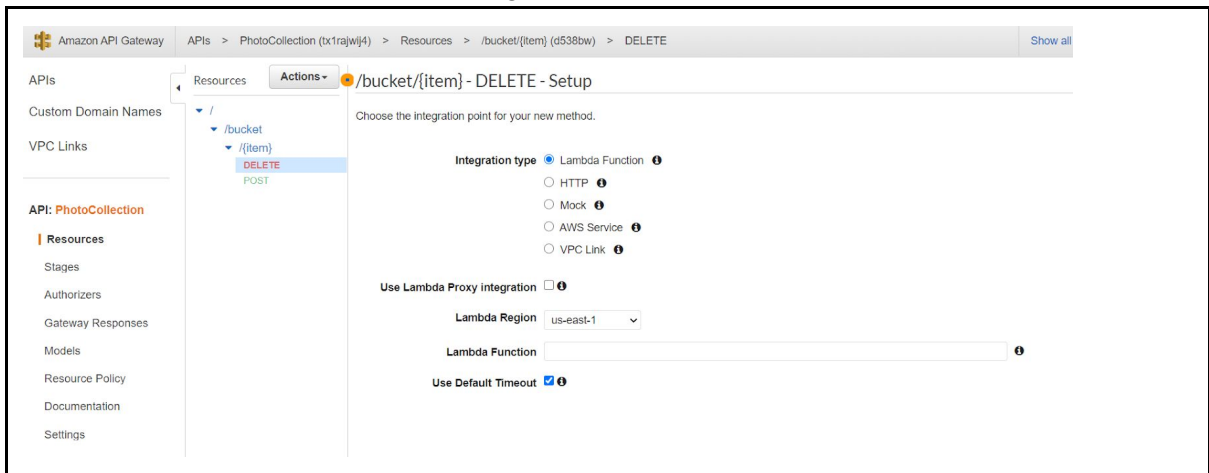 Amazon API Gateway APIs > PhotoCollection (tx1rajwij4) > Resources > /bucket/{item} (d538bw) > DELETE Show all
APIs
Custom Domain Names
VPC Links
API: PhotoCollection
Resources
Stages
Authorizers
Gateway Responses
Models
Resource Policy
Documentation
Settings
Resources Actions
/
/bucket
/{item}
DELETE
POST
/bucket/{item} - DELETE - Setup
Choose the integration point for your new method.
Integration type Lambda Function
HTTP
Mock
AWS Service
VPC Link
Use Lambda Proxy integration
Lambda Region us-east-1
Lambda Function
Use Default Timeout